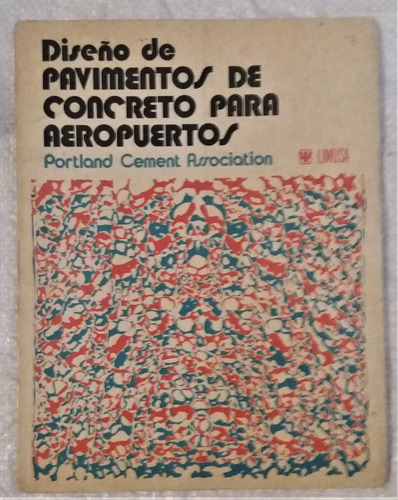 Diseño de
PAVIMENTOS DE
CONCRETO PARA
AEROPUERTOS
Portland Cement Association LIMUSA